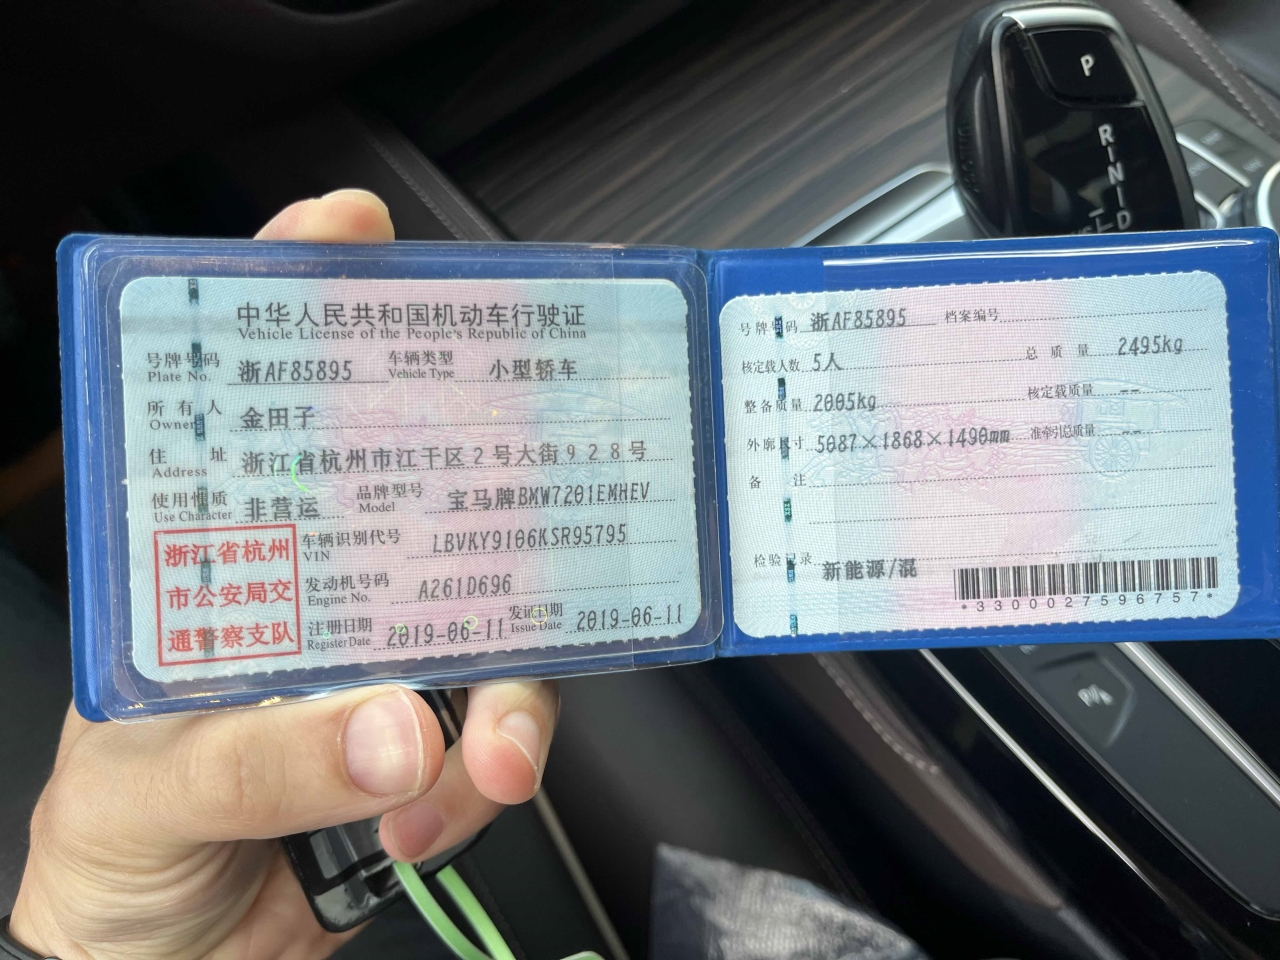 中华人民共和国机动车行驶证
Vehicle License of the People's Republic of China
号牌号码 浙AF85895 车辆类型 小型轿车
Plate No. Vehicle Type
所有人 金田子
Owner
住址 浙江省杭州市江干区2号大街928号
Address
使用性质 非营运 品牌型号 宝马牌BMW7201EMHEV
Use Character Model
浙江省杭州
市公安局交
通警察支队
车辆识别代号 LBVKY9106KSR95795
VIN
发动机号码 A261D696
Engine No.
注册日期 2019-06-11 发证日期 2019-06-11
Register Date Issue Date
号牌号码 浙AF85895 档案编号
核定载人数 5人 总质量 2495kg
整备质量 2005kg 核定载质量 --
外廓尺寸 5087×1868×1490mm 准牵引总质量 --
备注
检验记录 新能源/混
*3300027596757*
P
R
N
D
P/A